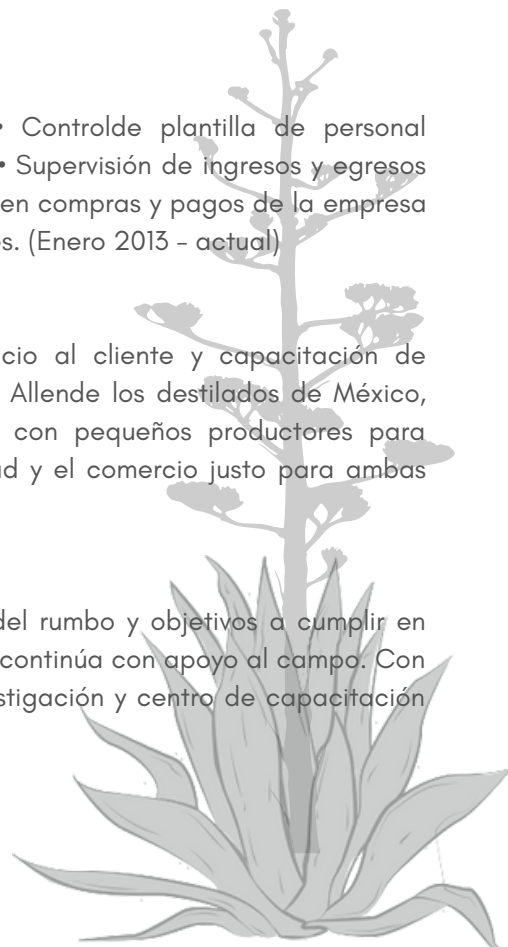 • Controlde plantilla de personal
• Supervisión de ingresos y egresos
en compras y pagos de la empresa
es. (Enero 2013 – actual)
cio al cliente y capacitación de
Allende los destilados de México,
con pequeños productores para
ad y el comercio justo para ambas
del rumbo y objetivos a cumplir en
continúa con apoyo al campo. Con
stigación y centro de capacitación